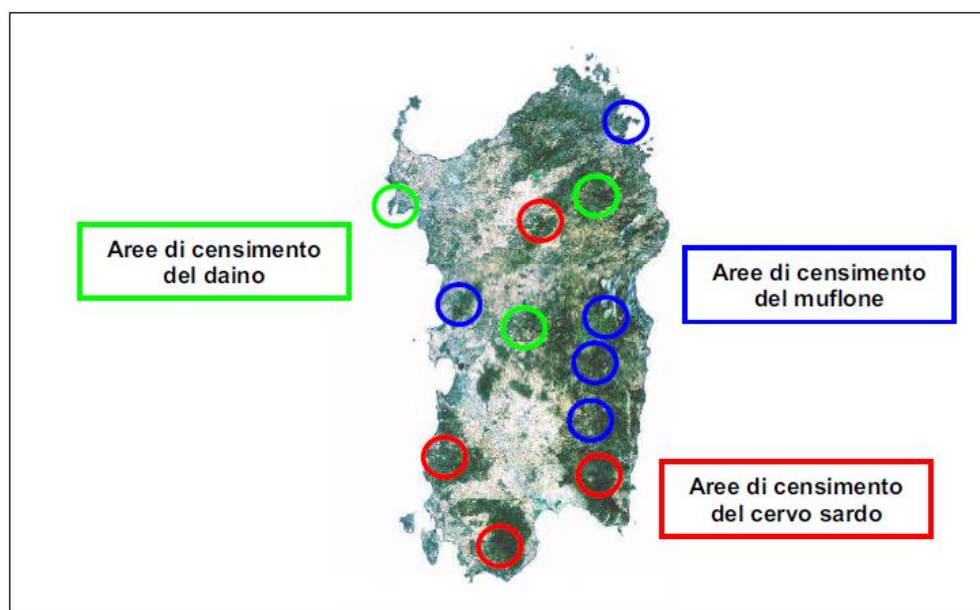 Aree di censimento
del daino
Aree di censimento
del muflone
Aree di censimento
del cervo sardo